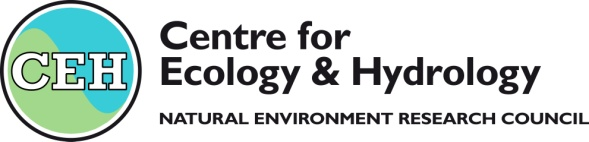 CEH
Centre for
Ecology & Hydrology
NATURAL ENVIRONMENT RESEARCH COUNCIL